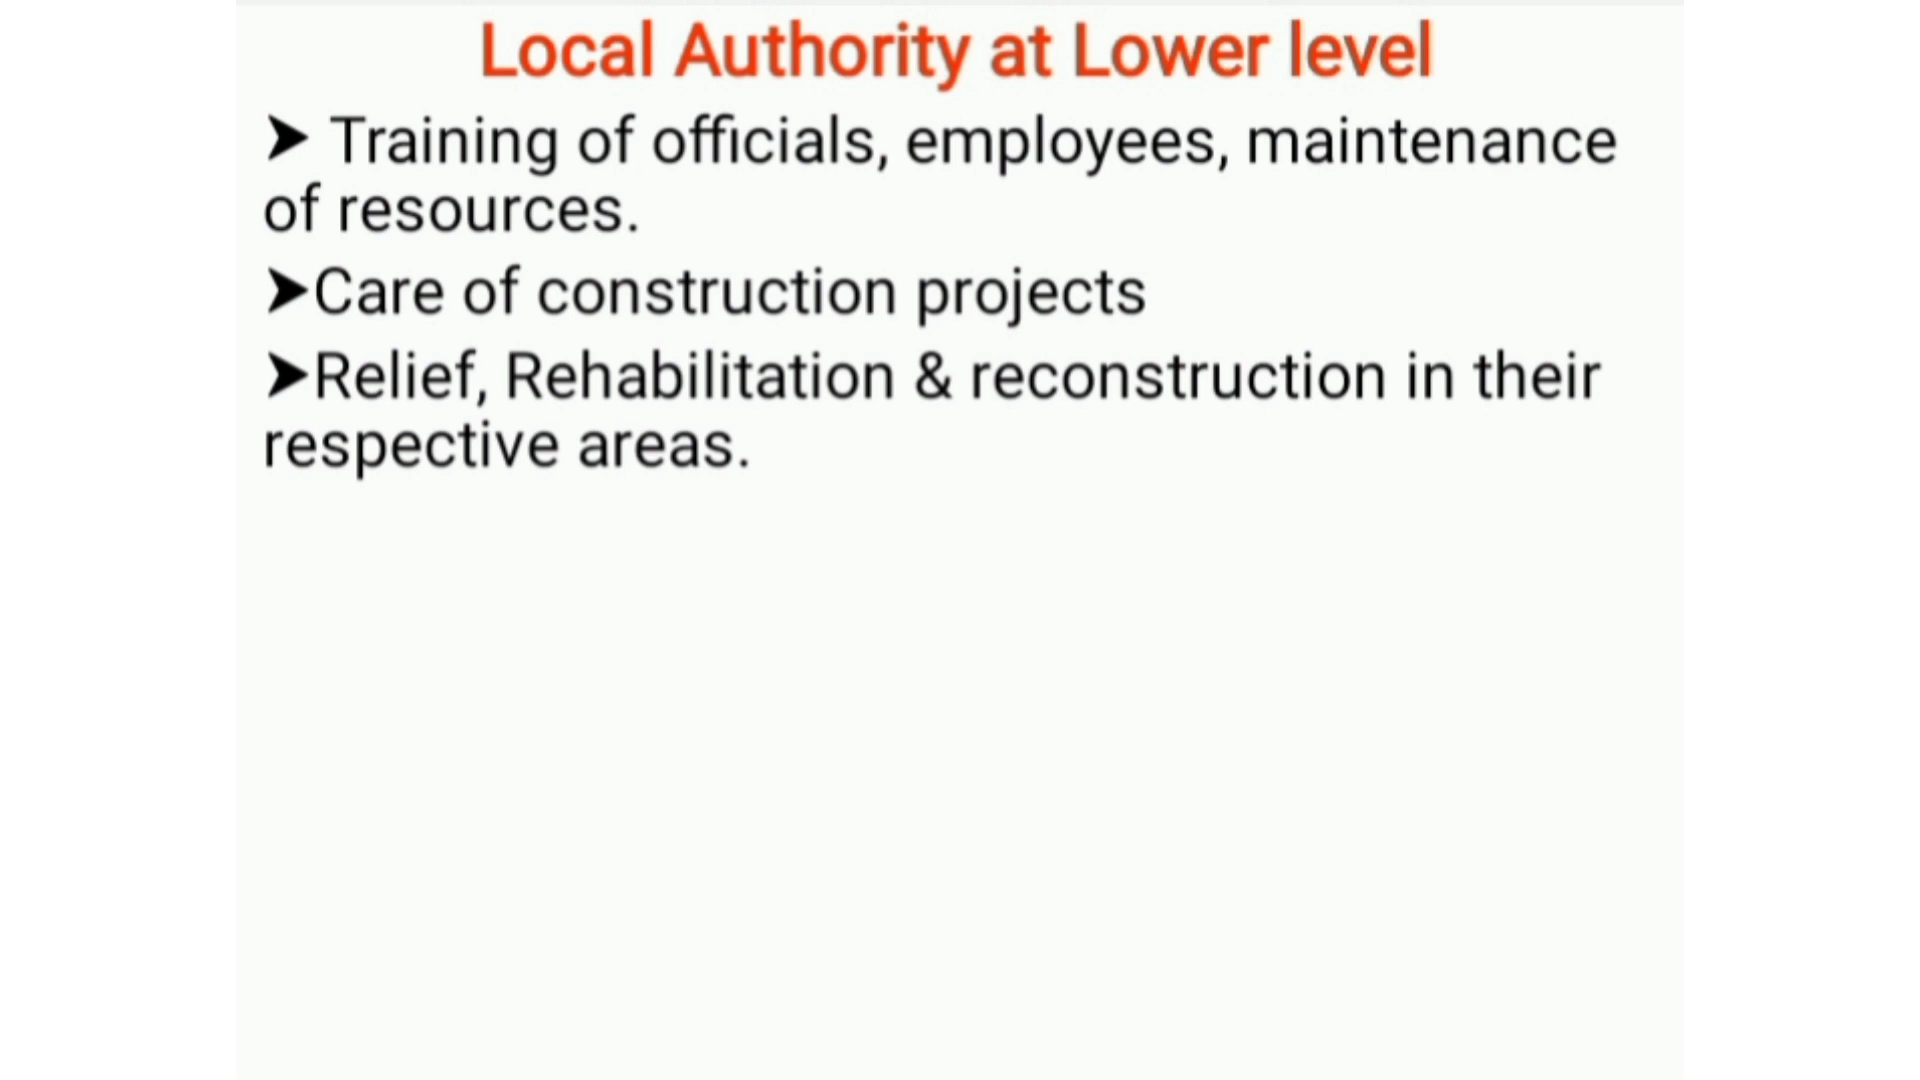 Local Authority at Lower level
➤ Training of officials, employees, maintenance
of resources.
➤Care of construction projects
➤Relief, Rehabilitation & reconstruction in their
respective areas.